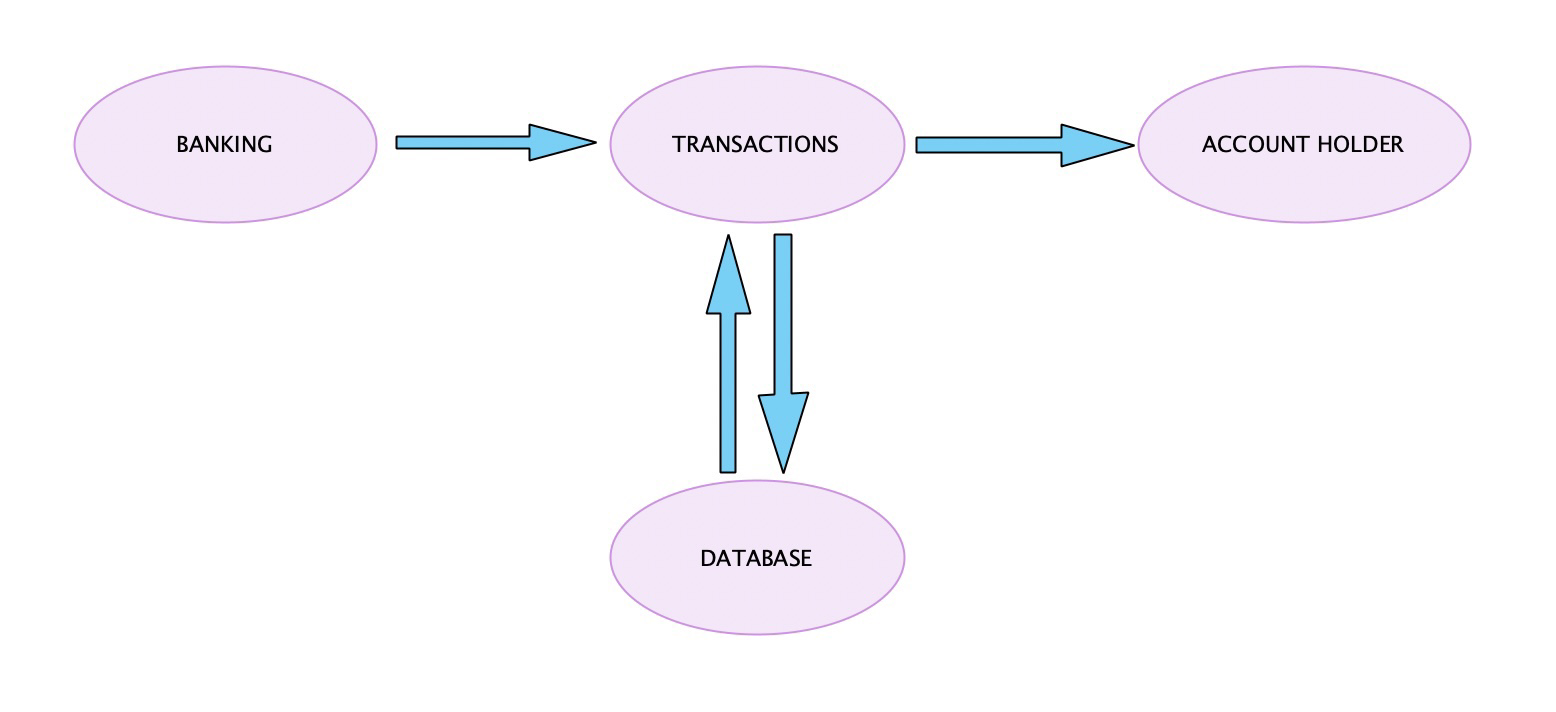 BANKING
TRANSACTIONS
ACCOUNT HOLDER
DATABASE